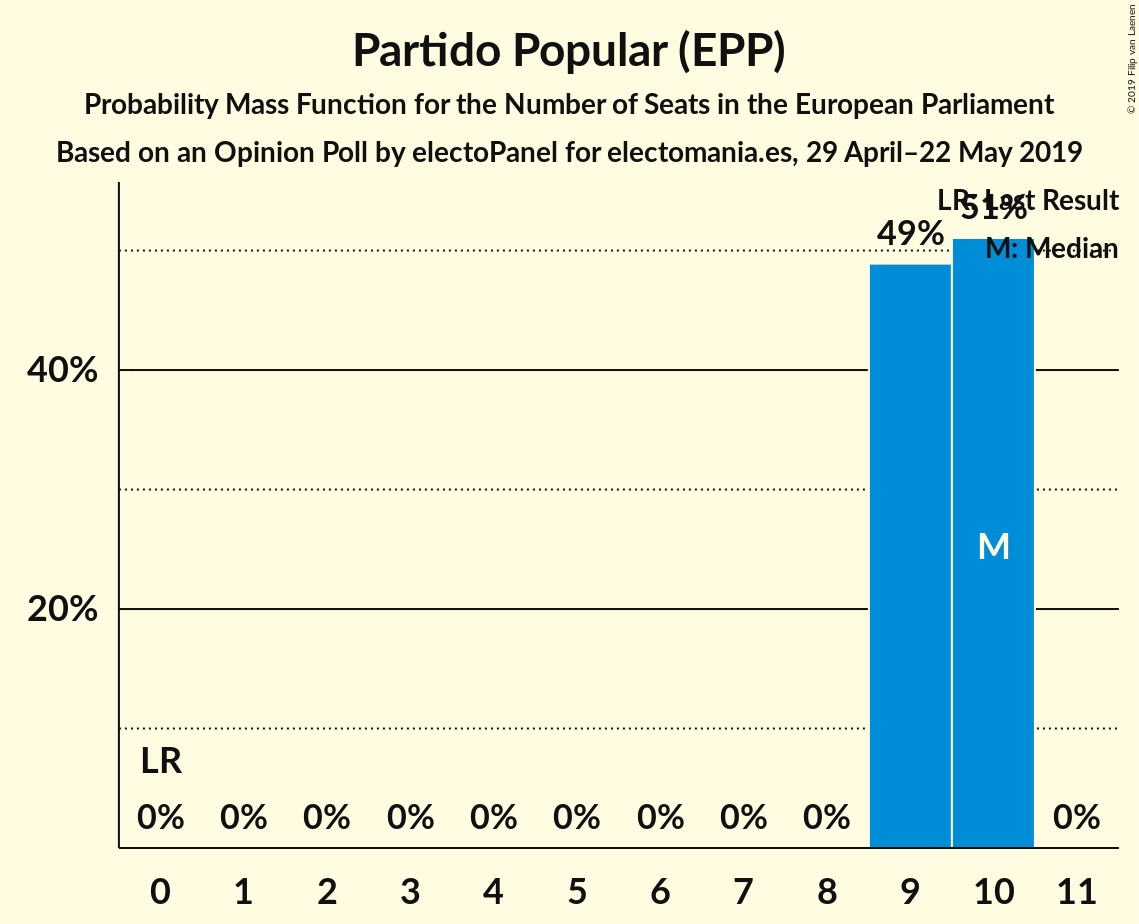 Partido Popular (EPP)
Probability Mass Function for the Number of Seats in the European Parliament
Based on an Opinion Poll by electoPanel for electomania.es, 29 April–22 May 2019
© 2019 Filip van Laenen
LR: Last Result
M: Median
49%
51%
40%
20%
M
LR
0% 0% 0% 0% 0% 0% 0% 0% 0% 0%
0 1 2 3 4 5 6 7 8 9 10 11